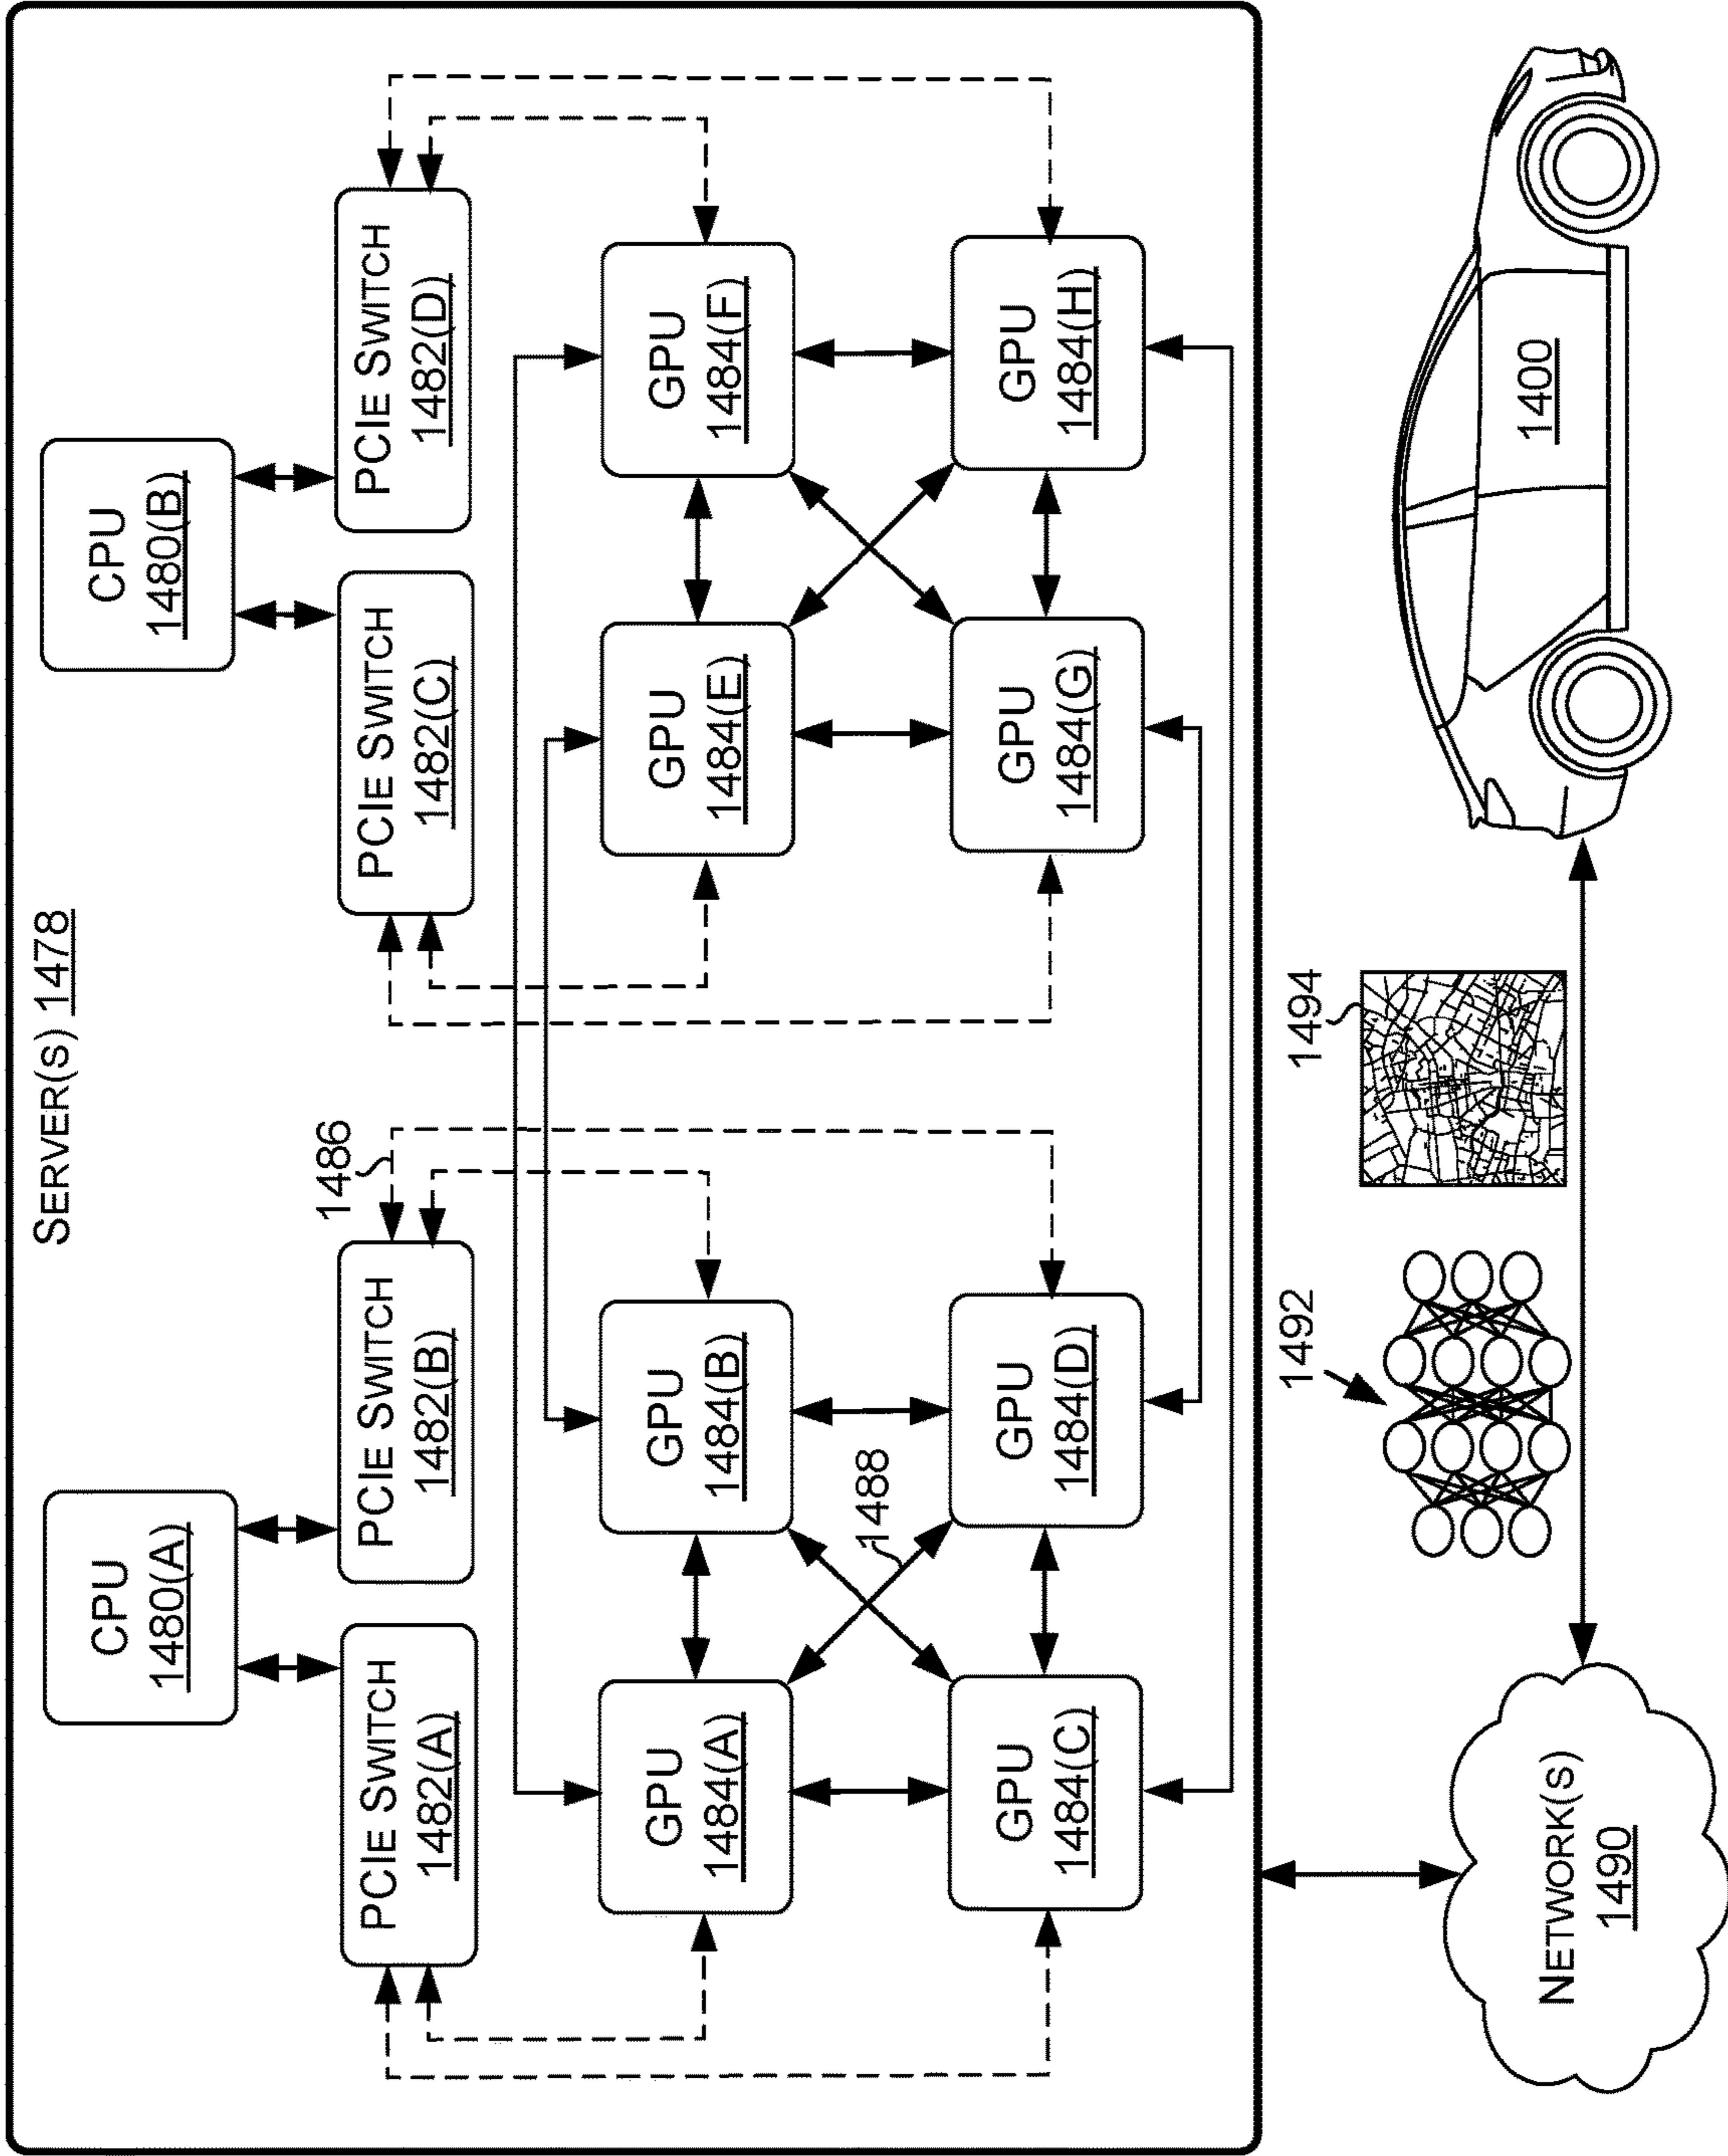 SERVER(S) 1478
CPU
1480(A)
CPU
1480(B)
PCIE SWITCH
1482(A)
PCIE SWITCH
1482(B)
1486
PCIE SWITCH
1482(C)
PCIE SWITCH
1482(D)
GPU
1484(A)
GPU
1484(B)
GPU
1484(E)
GPU
1484(F)
1488
GPU
1484(C)
GPU
1484(D)
GPU
1484(G)
GPU
1484(H)
1492
1494
NETWORK(S)
1490
1400